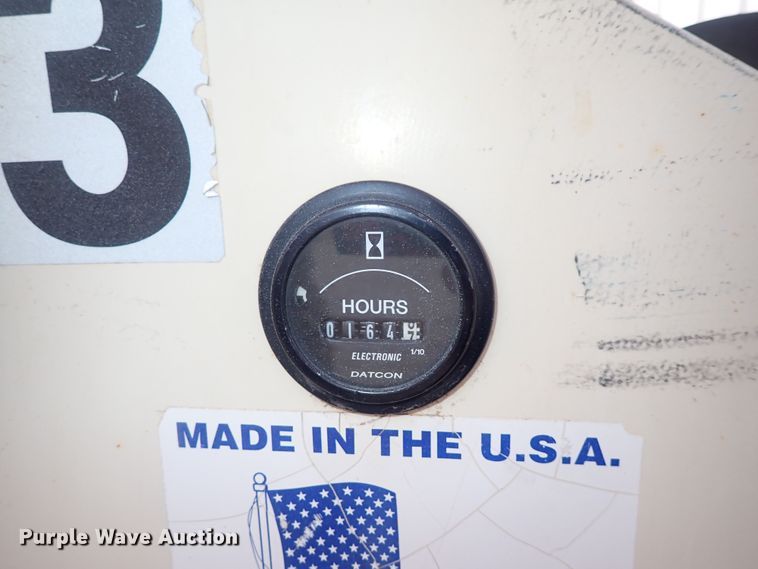 3
HOURS
0164
ELECTRONIC 1/10
DATCON
MADE IN THE U.S.A.
Purple Wave Auction